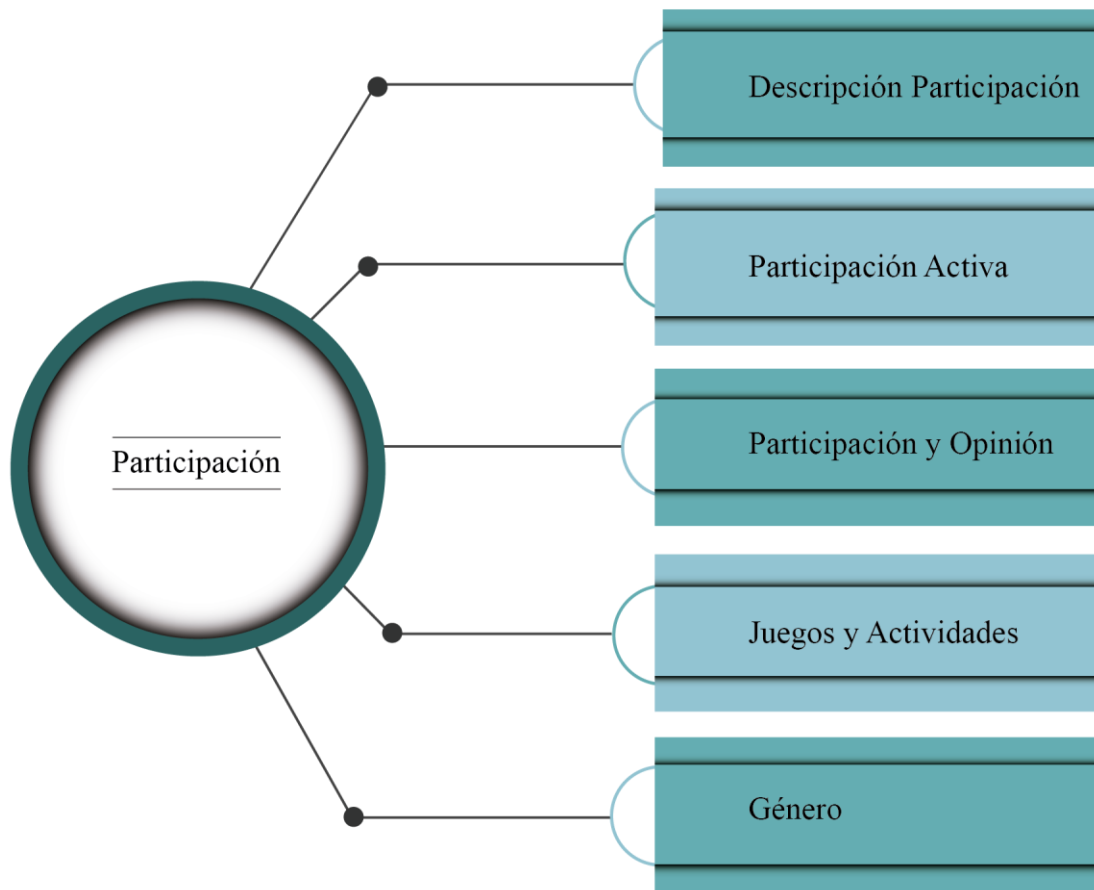 Descripción Participación
Participación Activa
Participación y Opinión
Participación
Juegos y Actividades
Género